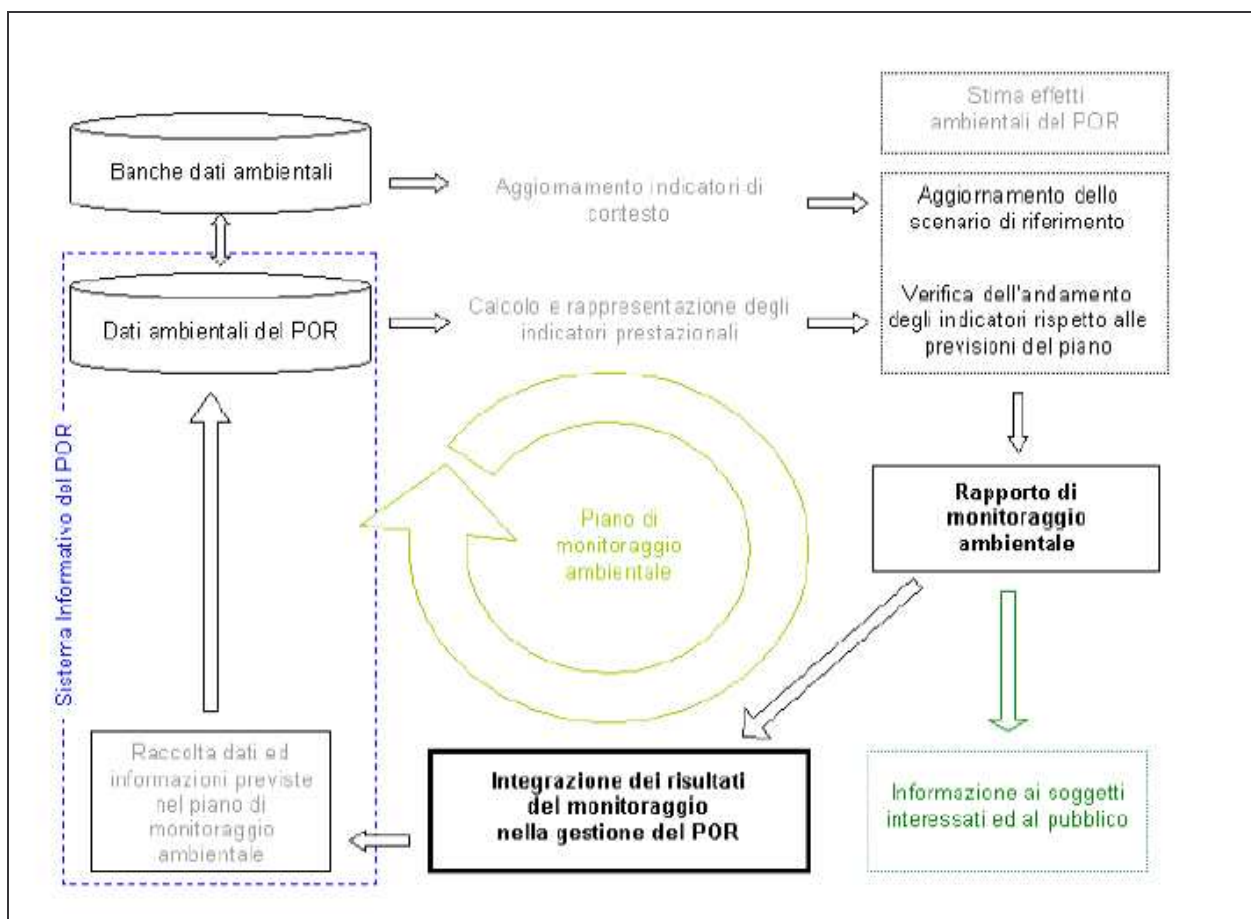 Stima effetti
ambientali del POR
Banche dati ambientali
Aggiornamento indicatori di
contesto
Aggiornamento dello
scenario di riferimento
Dati ambientali del POR
Calcolo e rappresentazione degli
indicatori prestazionali
Verifica dell'andamento
degli indicatori rispetto alle
previsioni del piano
Sistema Informativo del POR
Piano di
monitoraggio
ambientale
Rapporto di
monitoraggio
ambientale
Raccolta dati ed
informazioni previste
nel piano di
monitoraggio
ambientale
Integrazione dei risultati
del monitoraggio
nella gestione del POR
Informazione ai soggetti
interessati ed al pubblico